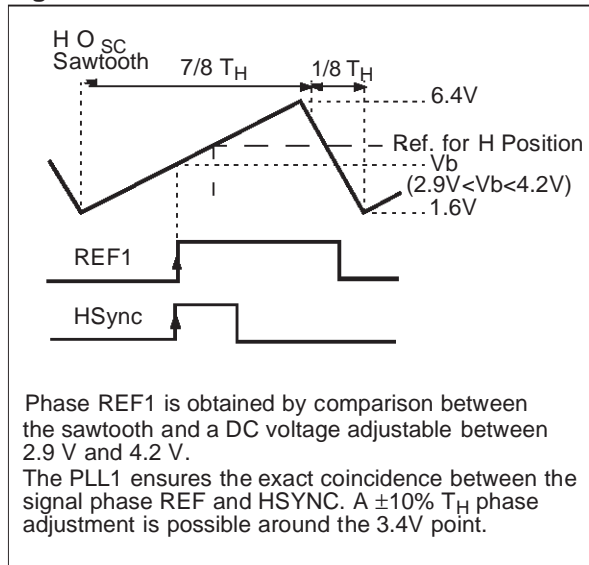 H O SC
Sawtooth
7/8 TH
1/8 TH
6.4V
Ref. for H Position
Vb
(2.9V<Vb<4.2V)
1.6V
REF1
HSync
Phase REF1 is obtained by comparison between
the sawtooth and a DC voltage adjustable between
2.9 V and 4.2 V.
The PLL1 ensures the exact coincidence between the
signal phase REF and HSYNC. A ±10% TH phase
adjustment is possible around the 3.4V point.